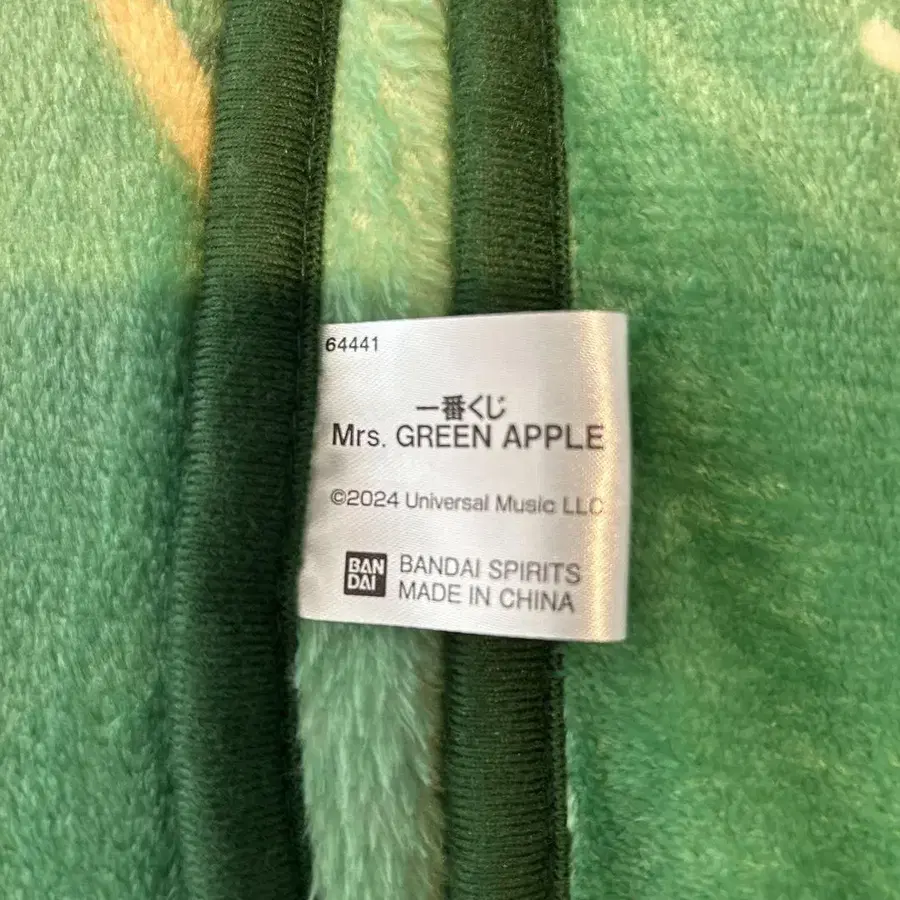 64441
一番くじ
Mrs. GREEN APPLE
©2024 Universal Music LLC
BAN
DAI
BANDAI SPIRITS
MADE IN CHINA